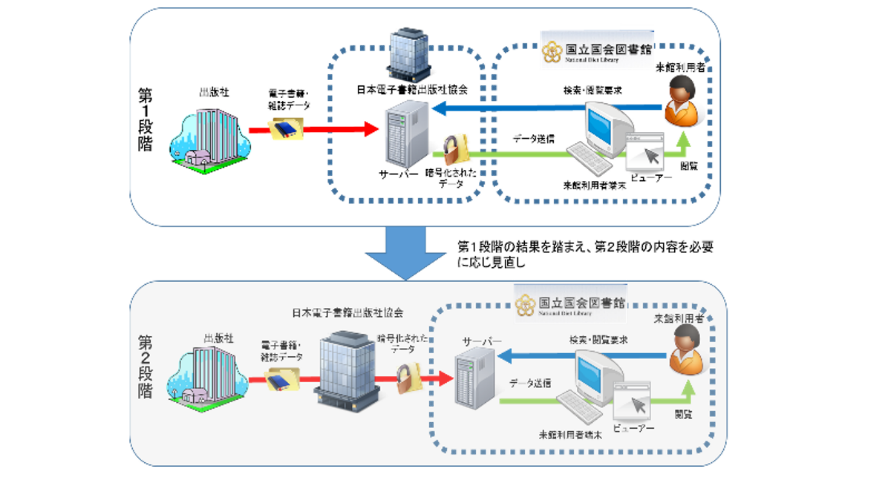 第1段階
出版社
電子書籍・
雑誌データ
日本電子書籍出版社協会
サーバー
暗号化された
データ
国立国会図書館
National Diet Library
来館利用者
検索・閲覧要求
データ送信
来館利用者端末
ビューアー
閲覧
第1段階の結果を踏まえ、第2段階の内容を必要
に応じ見直し
第2段階
出版社
電子書籍・
雑誌データ
日本電子書籍出版社協会
暗号化された
データ
国立国会図書館
National Diet Library
サーバー
来館利用者
検索・閲覧要求
データ送信
来館利用者端末
ビューアー
閲覧